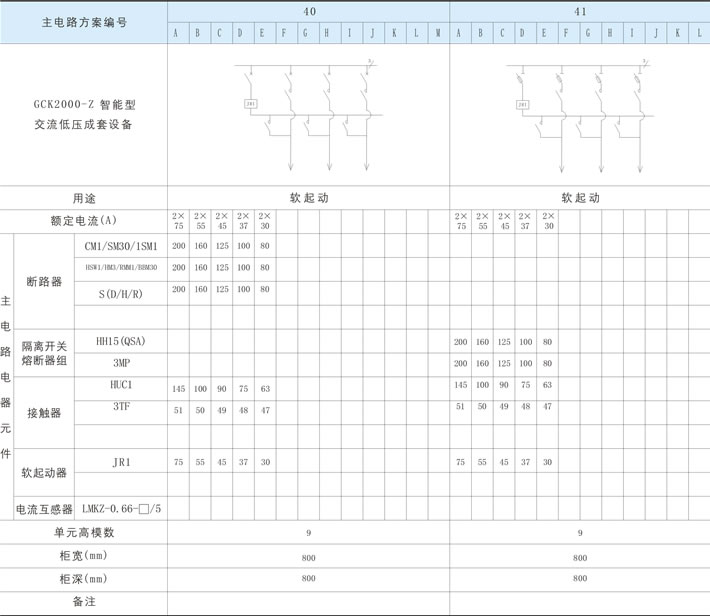 主电路方案编号 40 41
A B C D E F G H I J K L M A B C D E F G H I J K L
GCK2000-Z 智能型
交流低压成套设备
JR1 JR1
用途 软起动 软起动
额定电流(A) 2×75 2×55 2×45 2×37 2×30 2×75 2×55 2×45 2×37 2×30
主电路电器元件
断路器
CM1/SM30/1SM1 200 160 125 100 80
HSW1/HM3/RMM1/BBM30 200 160 125 100 80
S(D/H/R) 200 160 125 100 80
隔离开关
熔断器组
HH15(QSA) 200 160 125 100 80
3MP 200 160 125 100 80
接触器
HUC1 145 100 90 75 63 145 100 90 75 63
3TF 51 50 49 48 47 51 50 49 48 47
软起动器
JR1 75 55 45 37 30 75 55 45 37 30
电流互感器 LMKZ-0.66-□/5
单元高模数 9 9
柜宽(mm) 800 800
柜深(mm) 800 800
备注